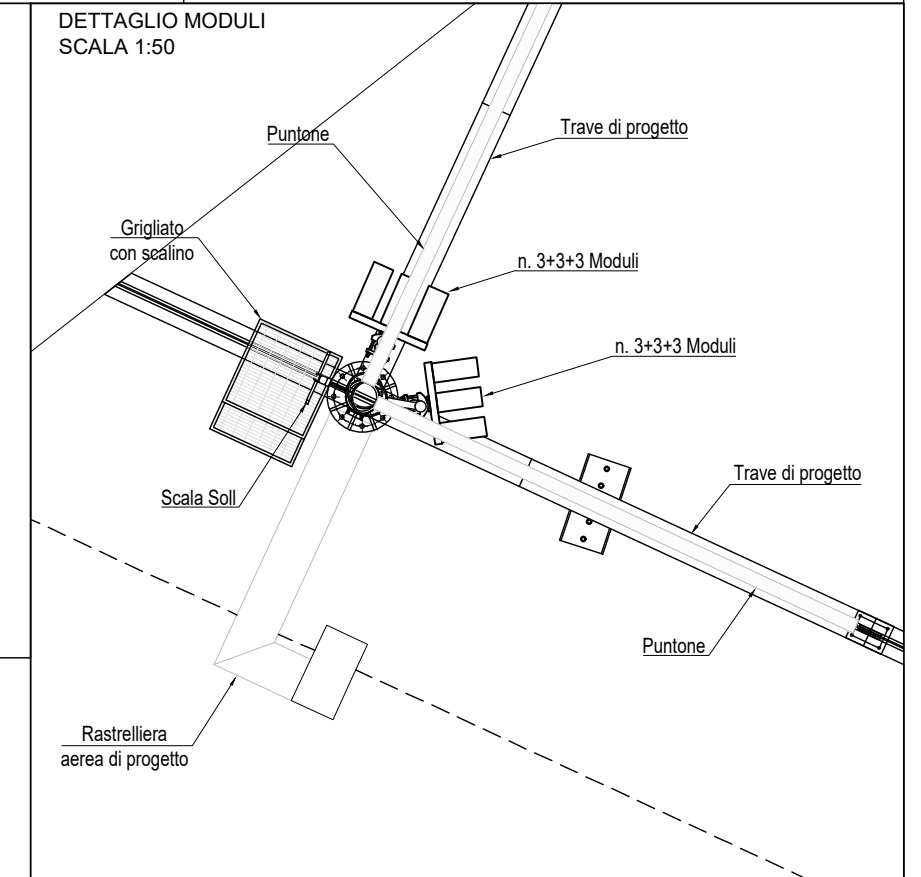 DETTAGLIO MODULI
SCALA 1:50
Puntone
Trave di progetto
Grigliato
con scalino
n. 3+3+3 Moduli
n. 3+3+3 Moduli
Scala Soll
Trave di progetto
Puntone
Rastrelliera
aerea di progetto